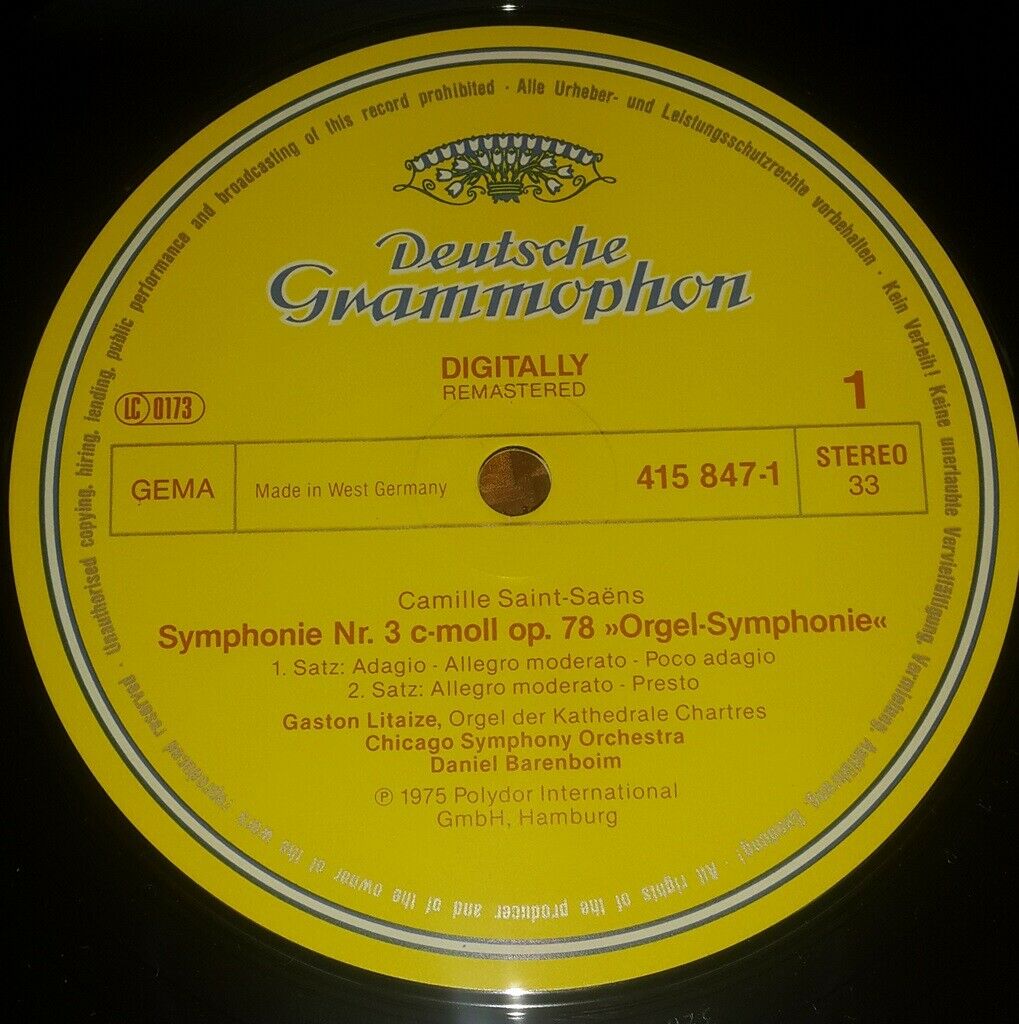 Alle Urheber- und Leistungsschutzrechte vorbehalten · Kein Verleih! Keine unerlaubte Vervielfältigung, Vermietung, Aufführung, Sendung! · All rights of the producer and of the owner of the work reproduced reserved · Unauthorised copying, hiring, lending, public performance and broadcasting of this record prohibited ·
Deutsche
Grammophon
DIGITALLY
REMASTERED
LC 0173
1
GEMA
Made in West Germany
415 847-1
STEREO
33
Camille Saint-Saëns
Symphonie Nr. 3 c-moll op. 78 »Orgel-Symphonie«
1. Satz: Adagio - Allegro moderato - Poco adagio
2. Satz: Allegro moderato - Presto
Gaston Litaize, Orgel der Kathedrale Chartres
Chicago Symphony Orchestra
Daniel Barenboim
℗ 1975 Polydor International
GmbH, Hamburg